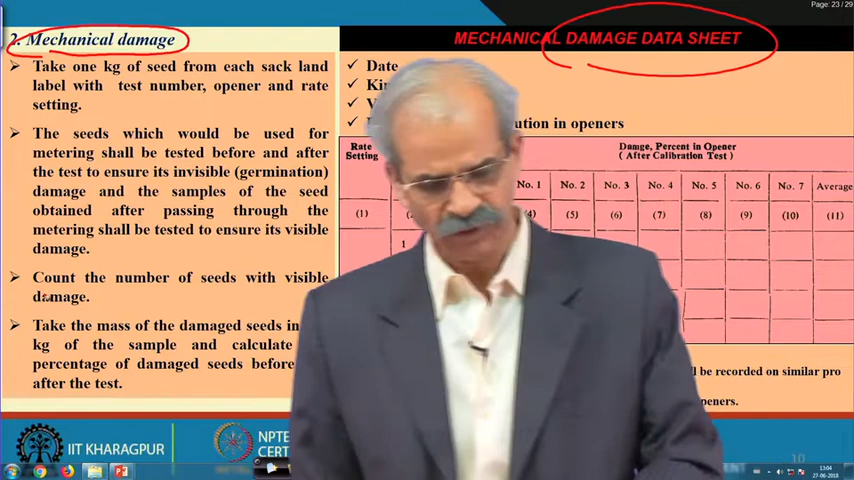 Page: 23 / 29
2. Mechanical damage
MECHANICAL DAMAGE DATA SHEET
Take one kg of seed from each sack land
label with test number, opener and rate
setting.
The seeds which would be used for
metering shall be tested before and after
the test to ensure its invisible (germination)
damage and the samples of the seed
obtained after passing through the
metering shall be tested to ensure its visible
damage.
Count the number of seeds with visible
damage.
Take the mass of the damaged seeds in
kg of the sample and calculate
percentage of damaged seeds before
after the test.
Date
in openers
Rate
Setting
Damge, Percent in Opener
(After Calibration Test)
No. 1 No. 2 No. 3 No. 4 No. 5 No. 6 No. 7 Average
(1) (5) (6) (7) (8) (9) (10) (11)
1
recorded on similar pro
IIT KHARAGPUR
10
13:04
27-06-2018